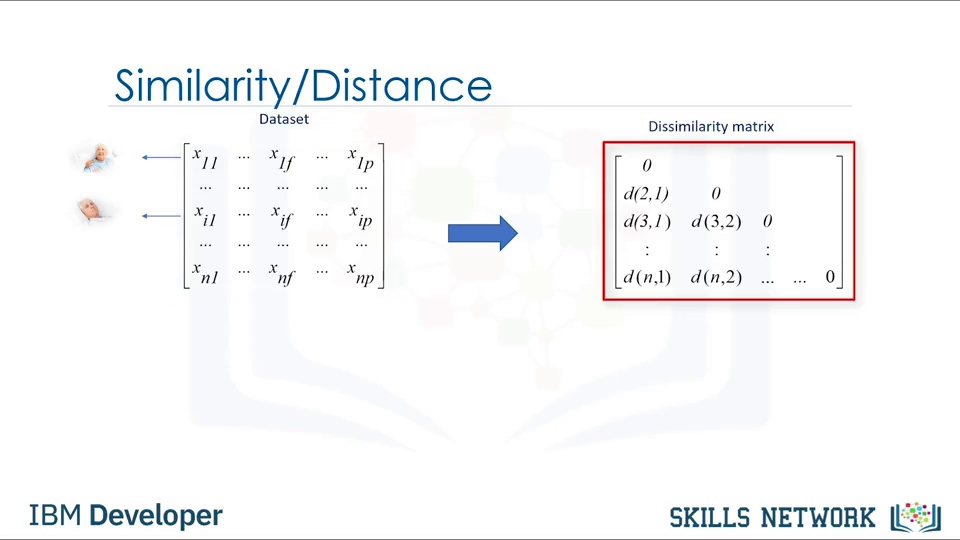 Similarity/Distance
Dataset
x11 ... x1f ... x1p
... ... ... ... ...
xi1 ... xif ... xip
... ... ... ... ...
xn1 ... xnf ... xnp
Dissimilarity matrix
0
d(2,1) 0
d(3,1) d(3,2) 0
: : :
d(n,1) d(n,2) ... ... 0
IBM Developer
SKILLS NETWORK